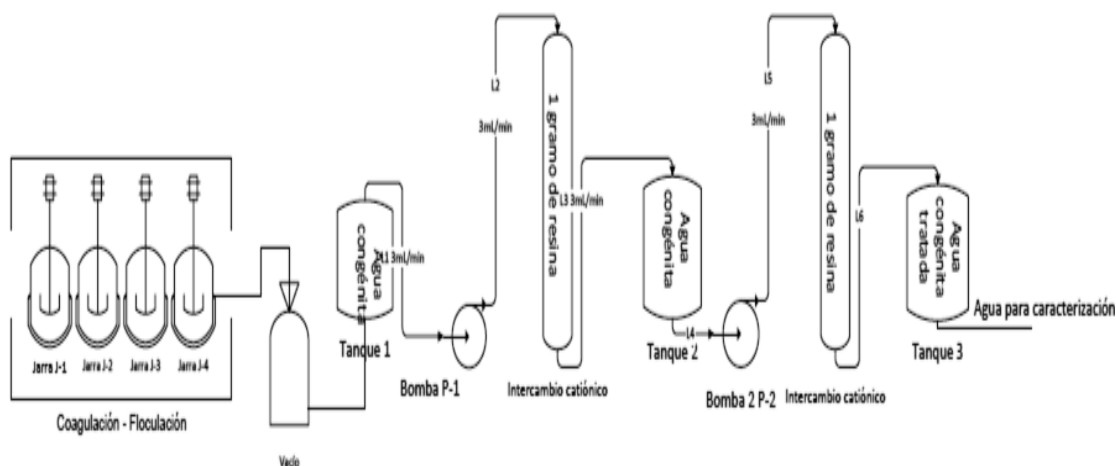 Jarra J-1
Jarra J-2
Jarra J-3
Jarra J-4
Coagulación - Floculación
Vacío
Agua
congénita
Tanque 1
L1 3mL/min
Bomba P-1
L2
3mL/min
1 gramo de resina
Intercambio catiónico
L3 3mL/min
Agua
congénita
Tanque 2
L4
Bomba 2 P-2
L5
3mL/min
1 gramo de resina
Intercambio catiónico
L6
Agua
congénita
tratada
Tanque 3
Agua para caracterización